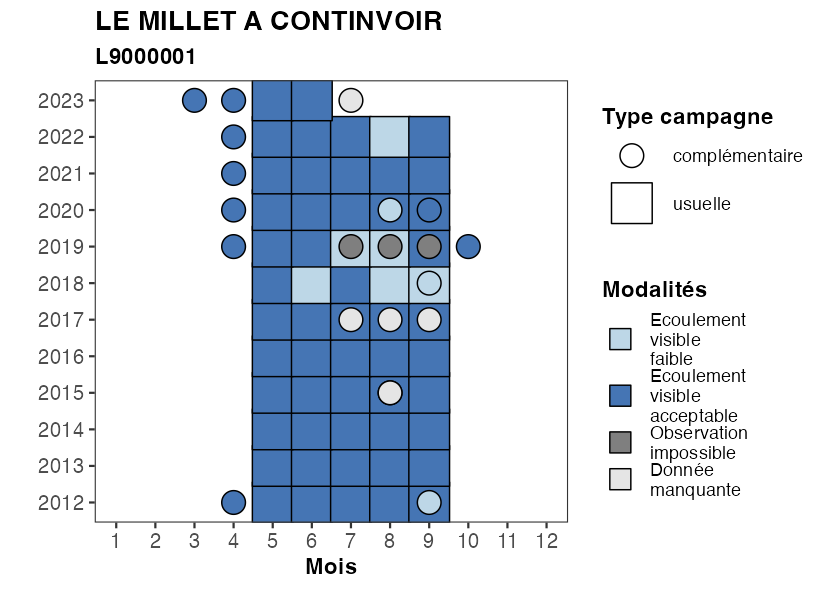 LE MILLET A CONTINVOIR
L9000001
2023
2022
2021
2020
2019
2018
2017
2016
2015
2014
2013
2012
1 2 3 4 5 6 7 8 9 10 11 12
Mois
Type campagne
complémentaire
usuelle
Modalités
Ecoulement
visible
faible
Ecoulement
visible
acceptable
Observation
impossible
Donnée
manquante